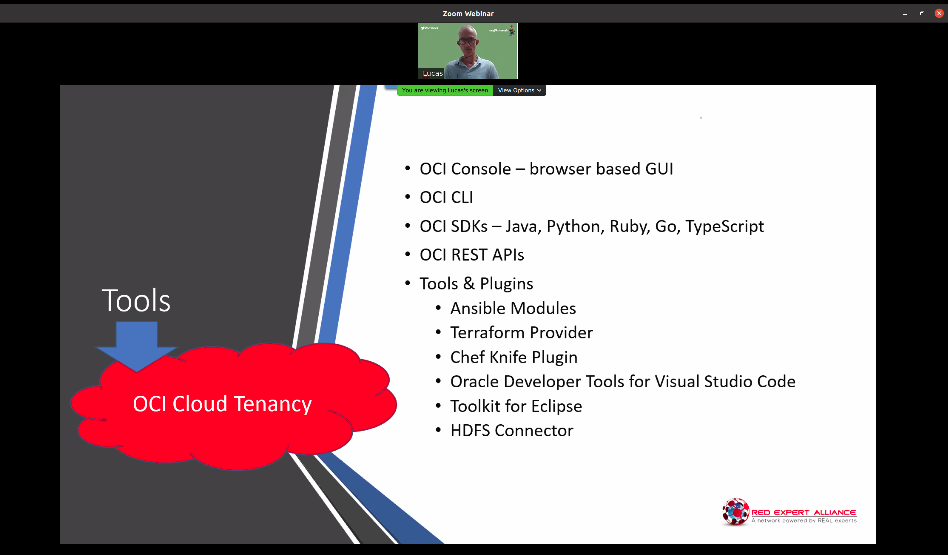 Zoom Webinar
Lucas
You are viewing Lucas's screen
View Options
• OCI Console – browser based GUI
• OCI CLI
• OCI SDKs – Java, Python, Ruby, Go, TypeScript
• OCI REST APIs
• Tools & Plugins
• Ansible Modules
• Terraform Provider
• Chef Knife Plugin
• Oracle Developer Tools for Visual Studio Code
• Toolkit for Eclipse
• HDFS Connector
Tools
OCI Cloud Tenancy
RED EXPERT ALLIANCE
A network powered by REAL experts